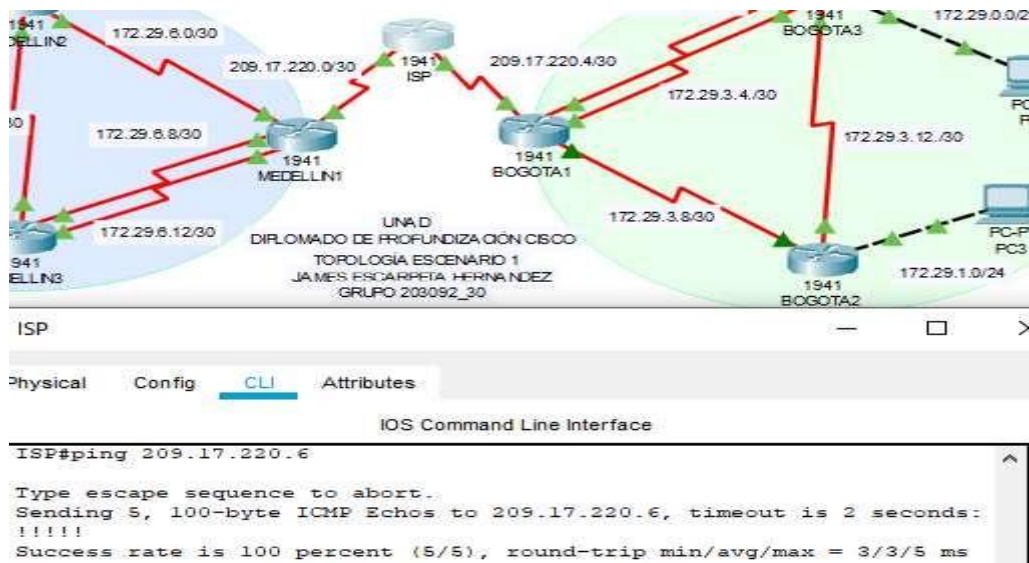 1941
172.29.6.0/30
209.17.220.0/30
1941
ISP
209.17.220.4/30
1941
BOGOTA3
172.29.0.0/2
172.29.3.4./30
172.29.6.8/30
1941
MEDELLIN1
1941
BOGOTA1
172.29.3.12./30
172.29.6.12/30
172.29.3.8/30
PC-P
PC3
172.29.1.0/24
1941
BOGOTA2
UNAD
DIPLOMADO DE PROFUNDIZACIÓN CISCO
TOPOLOGÍA ESCENARIO 1
JAMES ESCARPETA HERNANDEZ
GRUPO 203092_30
ISP
Physical Config CLI Attributes
IOS Command Line Interface
ISP#ping 209.17.220.6
Type escape sequence to abort.
Sending 5, 100-byte ICMP Echos to 209.17.220.6, timeout is 2 seconds:
!!!!!
Success rate is 100 percent (5/5), round-trip min/avg/max = 3/3/5 ms